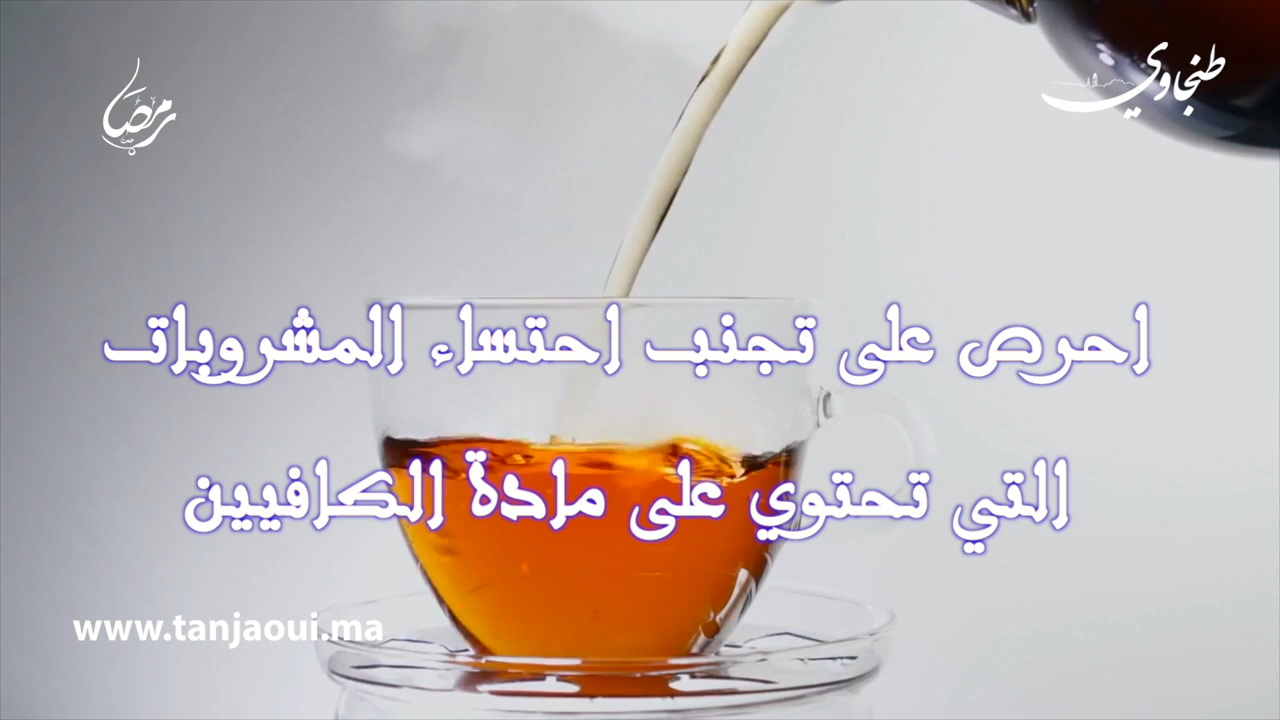 رمضان
طنجاوي
احرص على تجنب احتساء المشروبات
التي تحتوي على مادة الكافيين
www.tanjaoui.ma